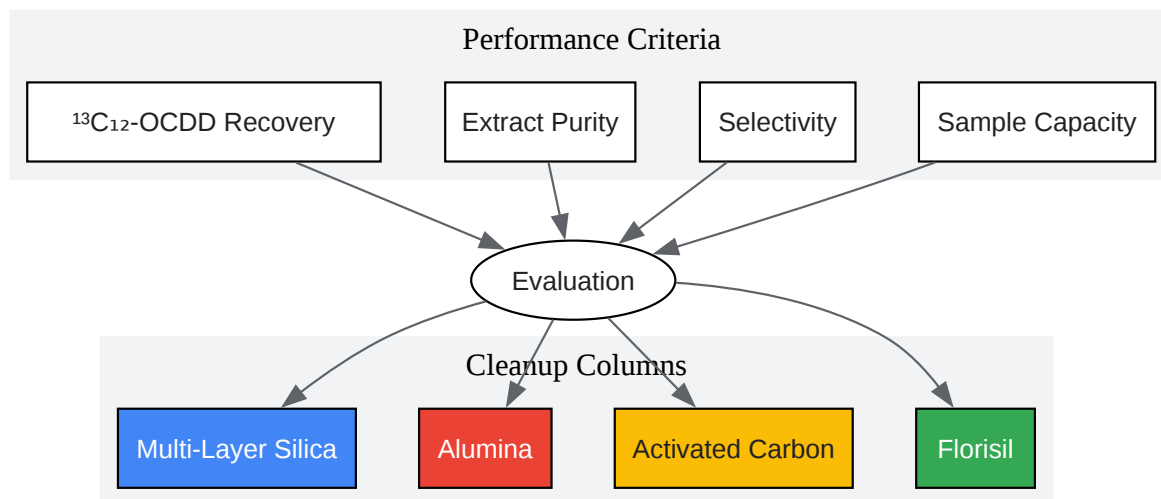 Performance Criteria
¹³C₁₂-OCDD Recovery
Extract Purity
Selectivity
Sample Capacity
Evaluation
Cleanup Columns
Multi-Layer Silica
Alumina
Activated Carbon
Florisil